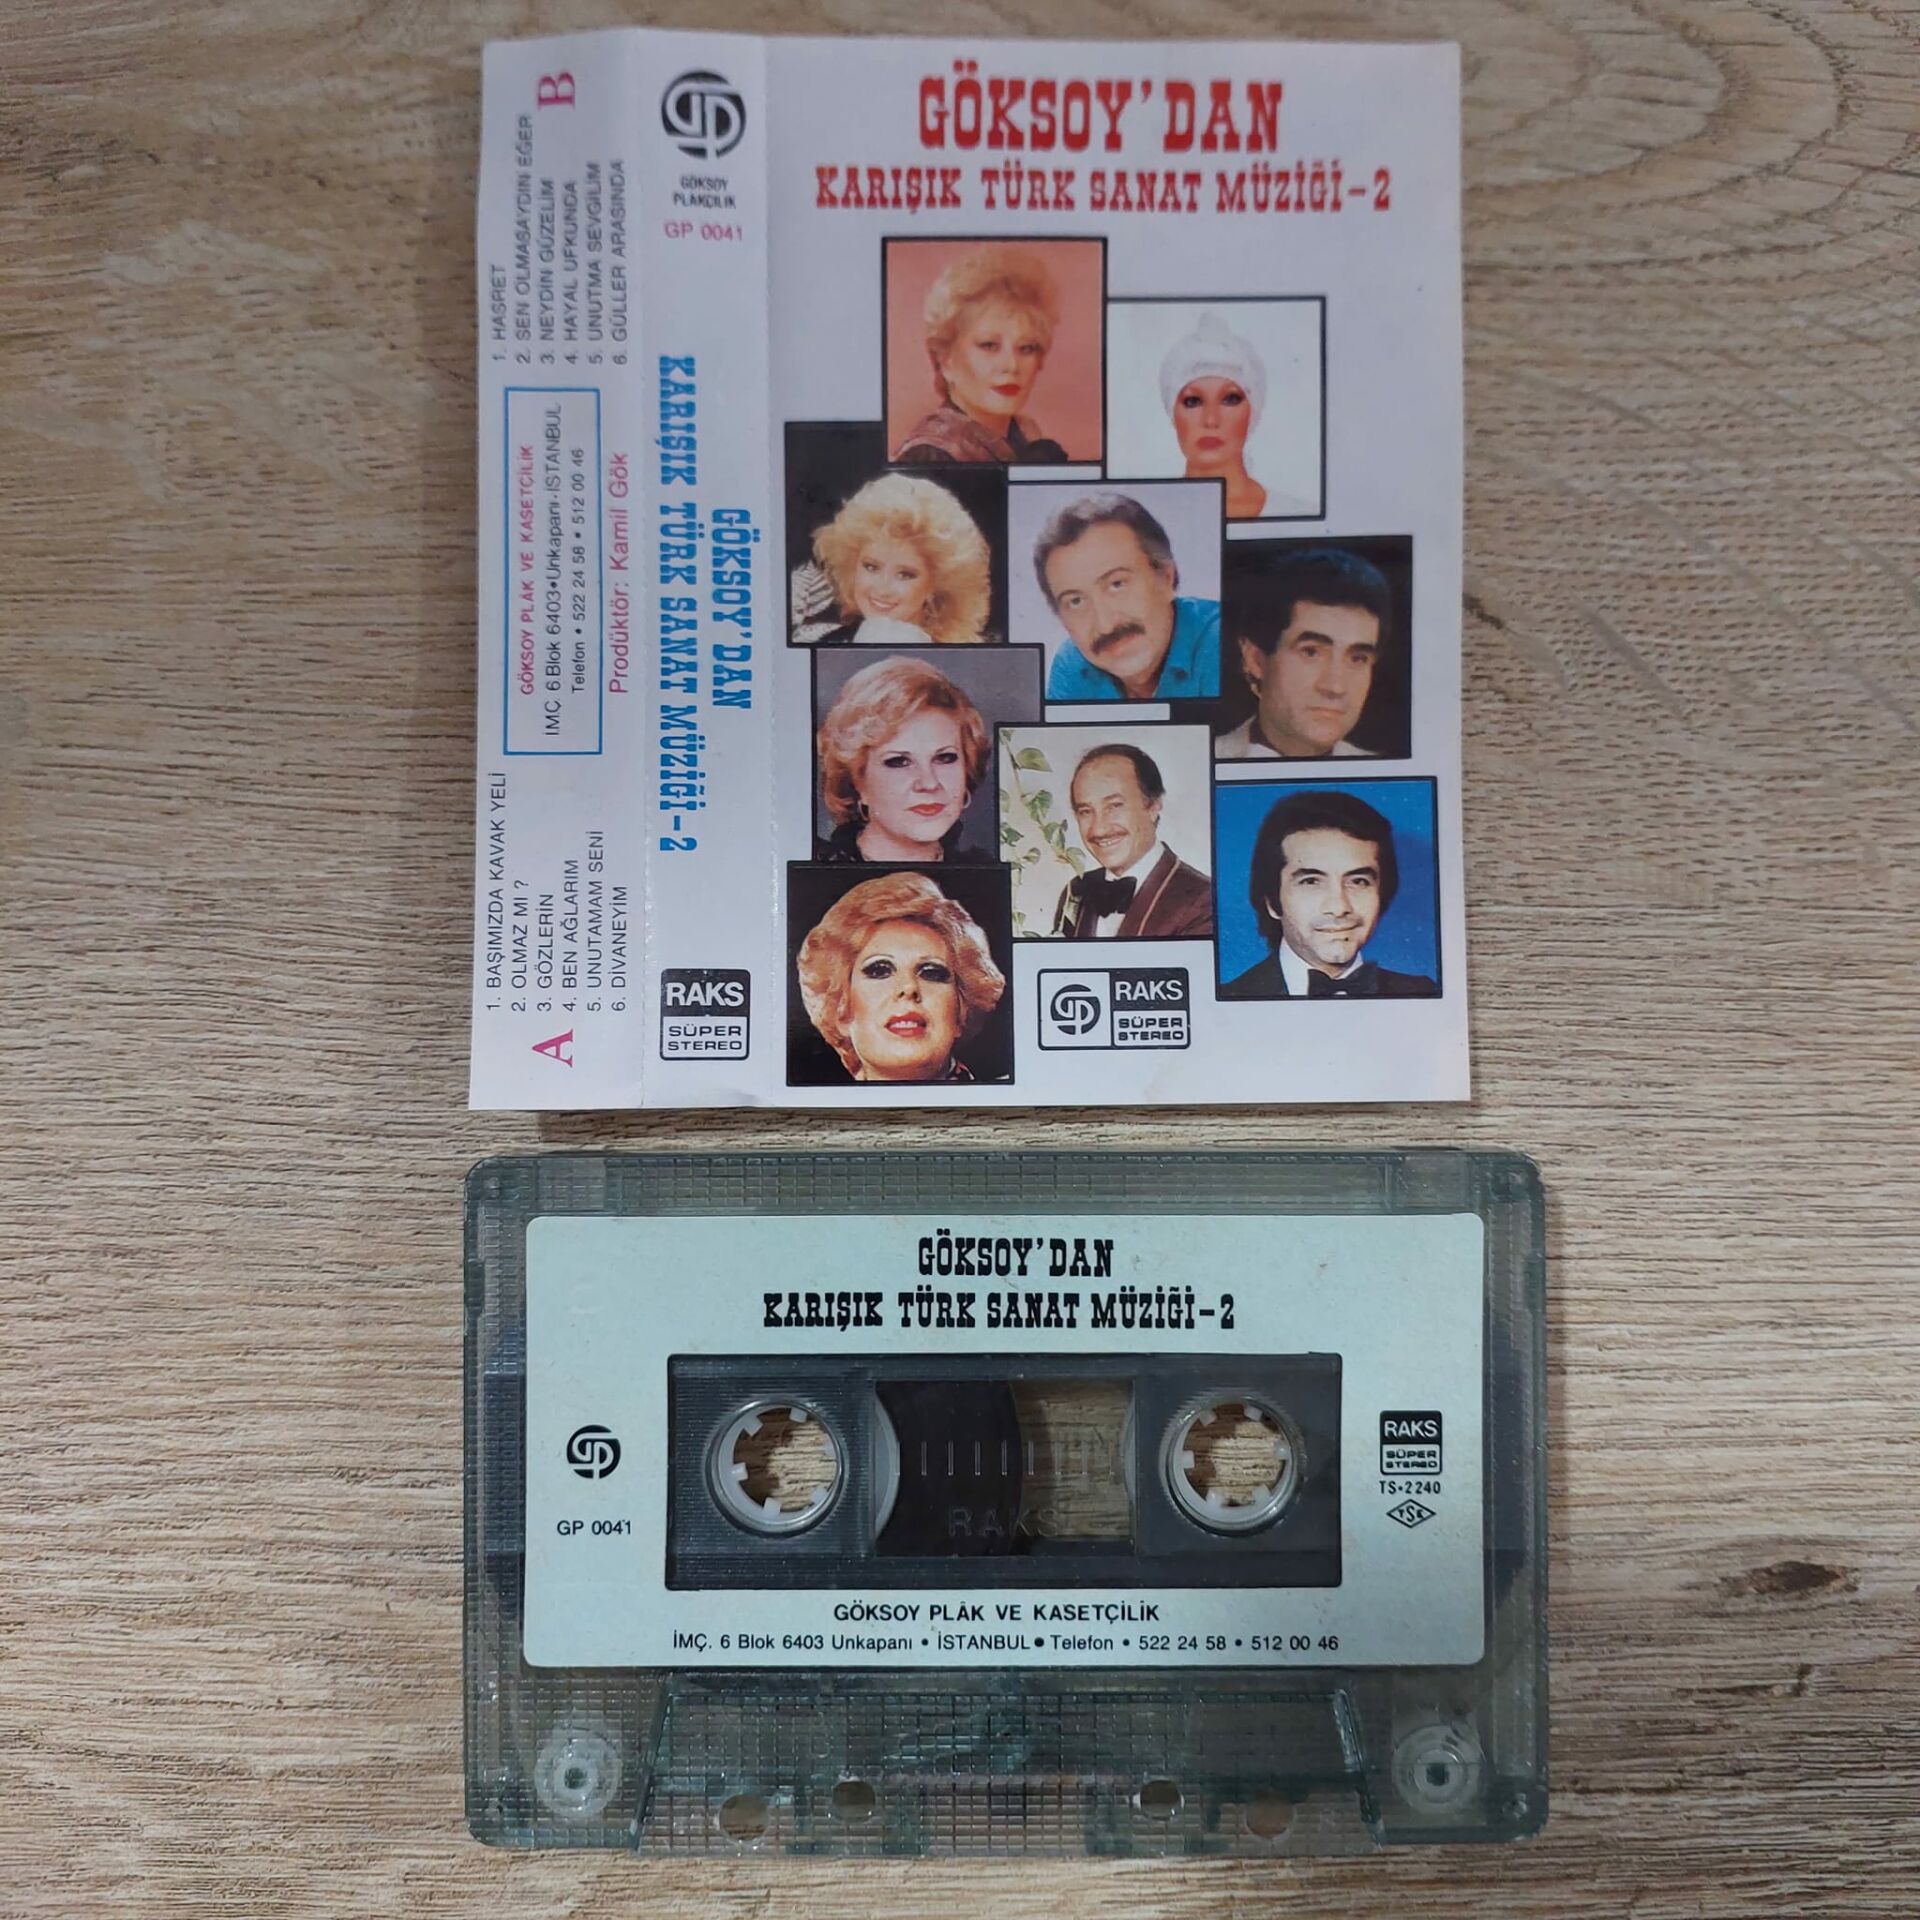 GÖKSOY'DAN
KARIŞIK TÜRK SANAT MÜZİĞİ-2
RAKS
SÜPER
STEREO
GÖKSOY
PLAKÇILIK
GP 0041
GÖKSOY'DAN
KARIŞIK TÜRK SANAT MÜZİĞİ-2
RAKS
SÜPER
STEREO
A
1. BAŞIMIZDA KAVAK YELİ
2. OLMAZ MI ?
3. GÖZLERİN
4. BEN AĞLARIM
5. UNUTAMAM SENİ
6. DİVANEYİM
GÖKSOY PLÂK VE KASETÇİLİK
İMÇ. 6 Blok 6403•Unkapanı-İSTANBUL
Telefon • 522 24 58 • 512 00 46
Prodüktör: Kamil Gök
B
1. HASRET
2. SEN OLMASAYDIN EĞER
3. NEYDİN GÜZELİM
4. HAYAL UFKUNDA
5. UNUTMA SEVGİLİM
6. GÜLLER ARASINDA
GÖKSOY'DAN
KARIŞIK TÜRK SANAT MÜZİĞİ-2
GP 0041
RAKS
RAKS
SÜPER
STEREO
TS•2240
TSE
GÖKSOY PLÂK VE KASETÇİLİK
İMÇ. 6 Blok 6403 Unkapanı • İSTANBUL • Telefon • 522 24 58 • 512 00 46